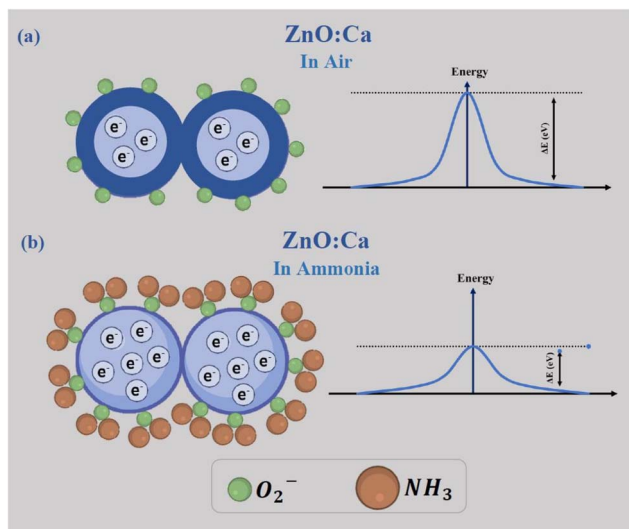 (a)
ZnO:Ca
In Air
Energy
ΔE (eV)
e⁻ e⁻
e⁻ e⁻
e⁻ e⁻
(b)
ZnO:Ca
In Ammonia
Energy
ΔE (eV)
e⁻ e⁻
e⁻ e⁻
e⁻ e⁻ e⁻ e⁻
e⁻ e⁻
e⁻ e⁻
O₂⁻ NH₃